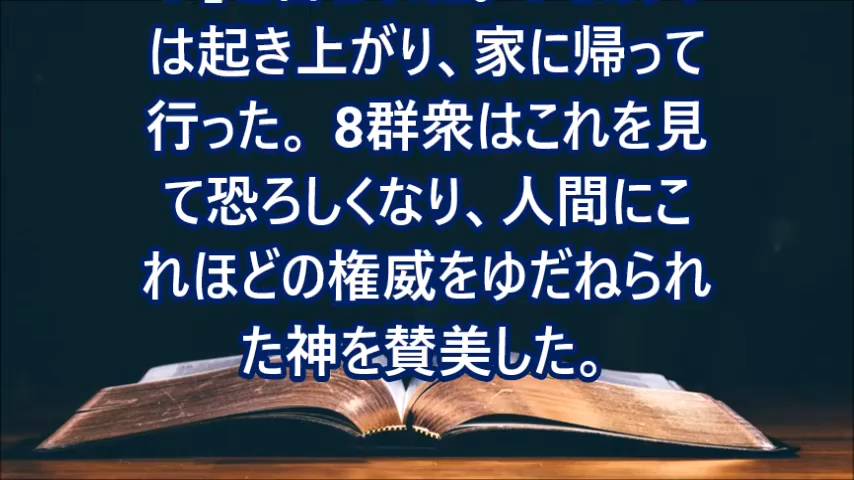 は起き上がり、家に帰って
行った。 8群衆はこれを見
て恐ろしくなり、人間にこ
れほどの権威をゆだねられ
た神を賛美した。